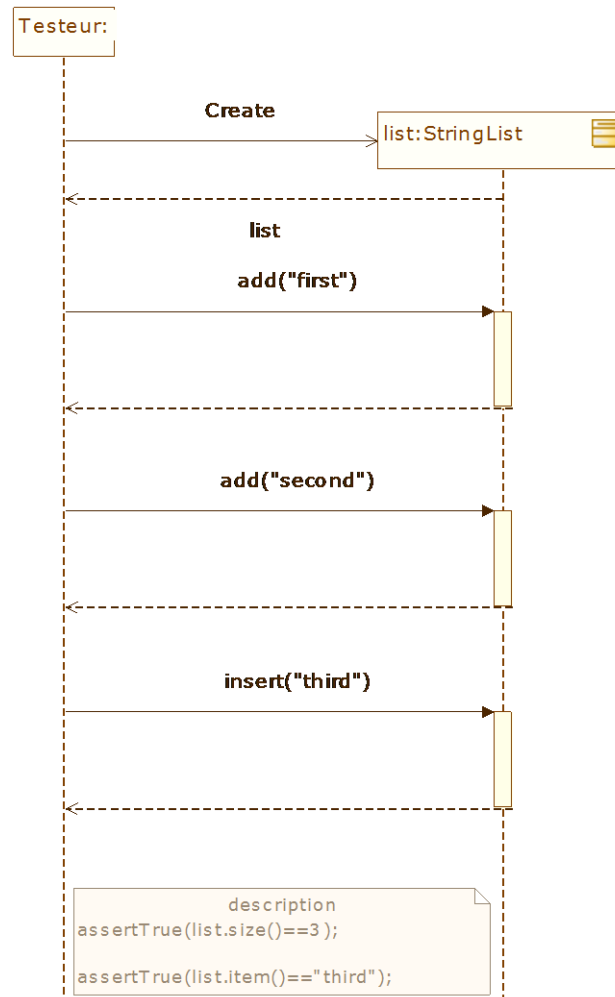 Testeur:
Create
list:StringList
list
add("first")
add("second")
insert("third")
description
assertTrue(list.size()==3);
assertTrue(list.item()=="third");